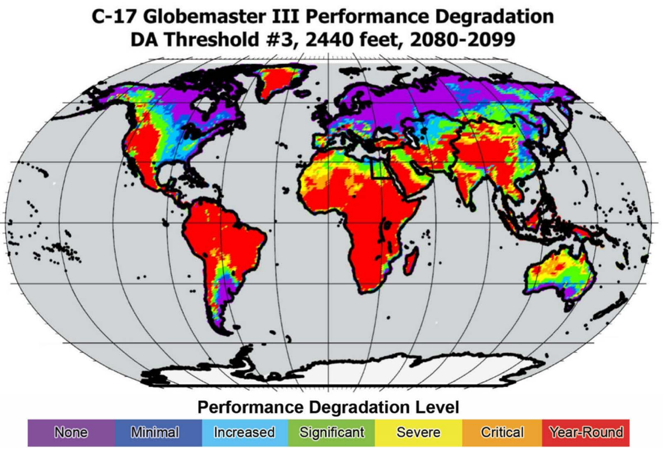 C-17 Globemaster III Performance Degradation
DA Threshold #3, 2440 feet, 2080-2099
Performance Degradation Level
None Minimal Increased Significant Severe Critical Year-Round